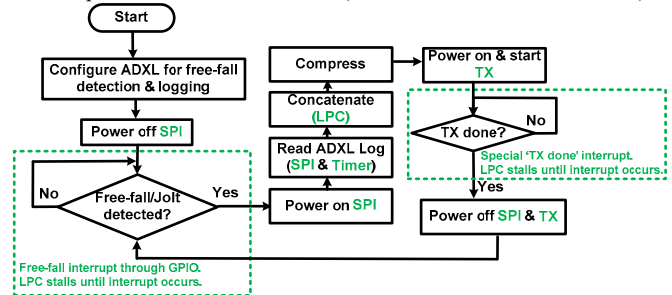 Start
Configure ADXL for free-fall
detection & logging
Power off SPI
Free-fall/Jolt
detected?
No
Yes
Free-fall interrupt through GPIO.
LPC stalls until interrupt occurs.
Power on SPI
Read ADXL Log
(SPI & Timer)
Concatenate
(LPC)
Compress
Power on & start
TX
TX done?
No
Special 'TX done' interrupt.
LPC stalls until interrupt occurs.
Yes
Power off SPI & TX